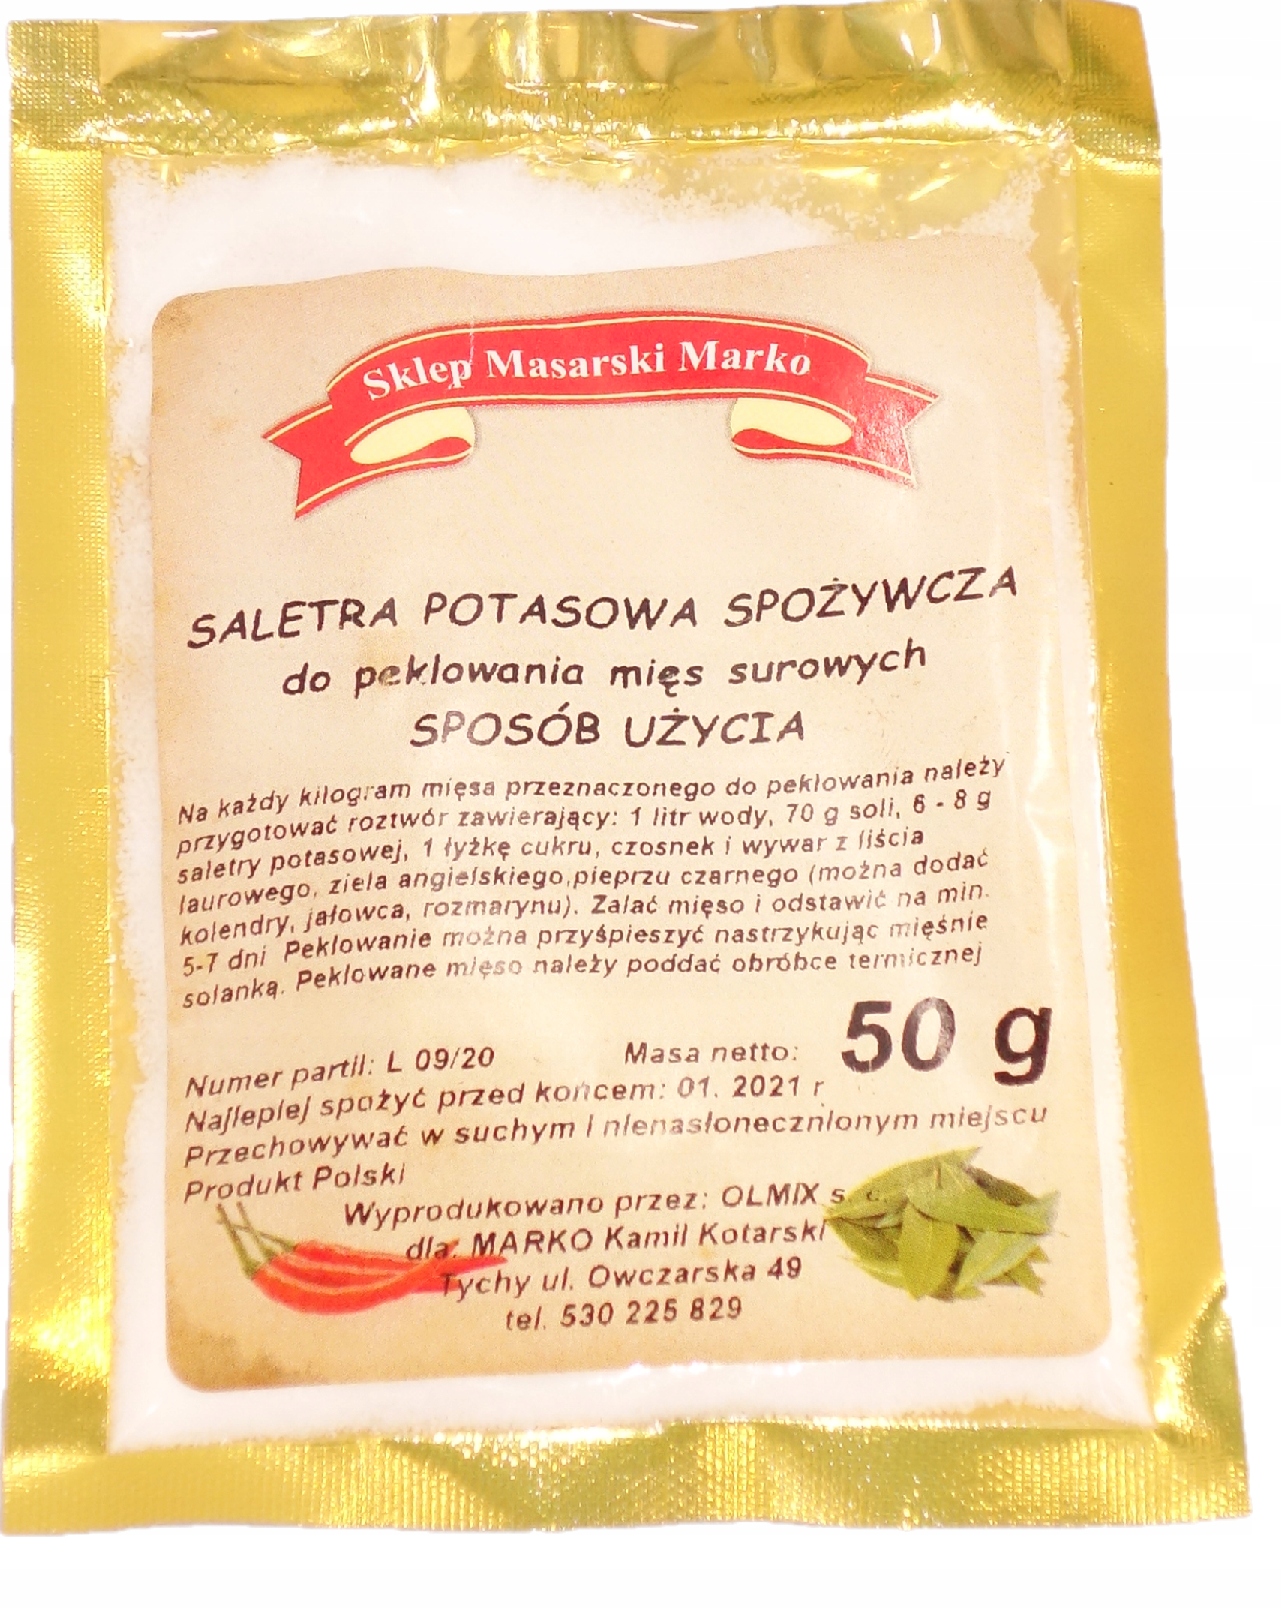 Sklep Masarski Marko
SALETRA POTASOWA SPOŻYWCZA
do peklowania mięs surowych
SPOSÓB UŻYCIA
Na każdy kilogram mięsa przeznaczonego do peklowania należy
przygotować roztwór zawierający: 1 litr wody, 70 g soli, 6 - 8 g
saletry potasowej, 1 łyżkę cukru, czosnek i wywar z liścia
laurowego, ziela angielskiego,pieprzu czarnego (można dodać
kolendry, jałowca, rozmarynu). Zalać mięso i odstawić na min.
5-7 dni Peklowanie można przyśpieszyć nastrzykując mięśnie
solanką. Peklowane mięso należy poddać obróbce termicznej
Numer partii: L 09/20 Masa netto: 50 g
Najlepiej spożyć przed końcem: 01. 2021 r
Przechowywać w suchym i nienasłonecznionym miejscu
Produkt Polski
Wyprodukowano przez: OLMIX s. c.
dla: MARKO Kamil Kotarski
Tychy ul. Owczarska 49
tel. 530 225 829